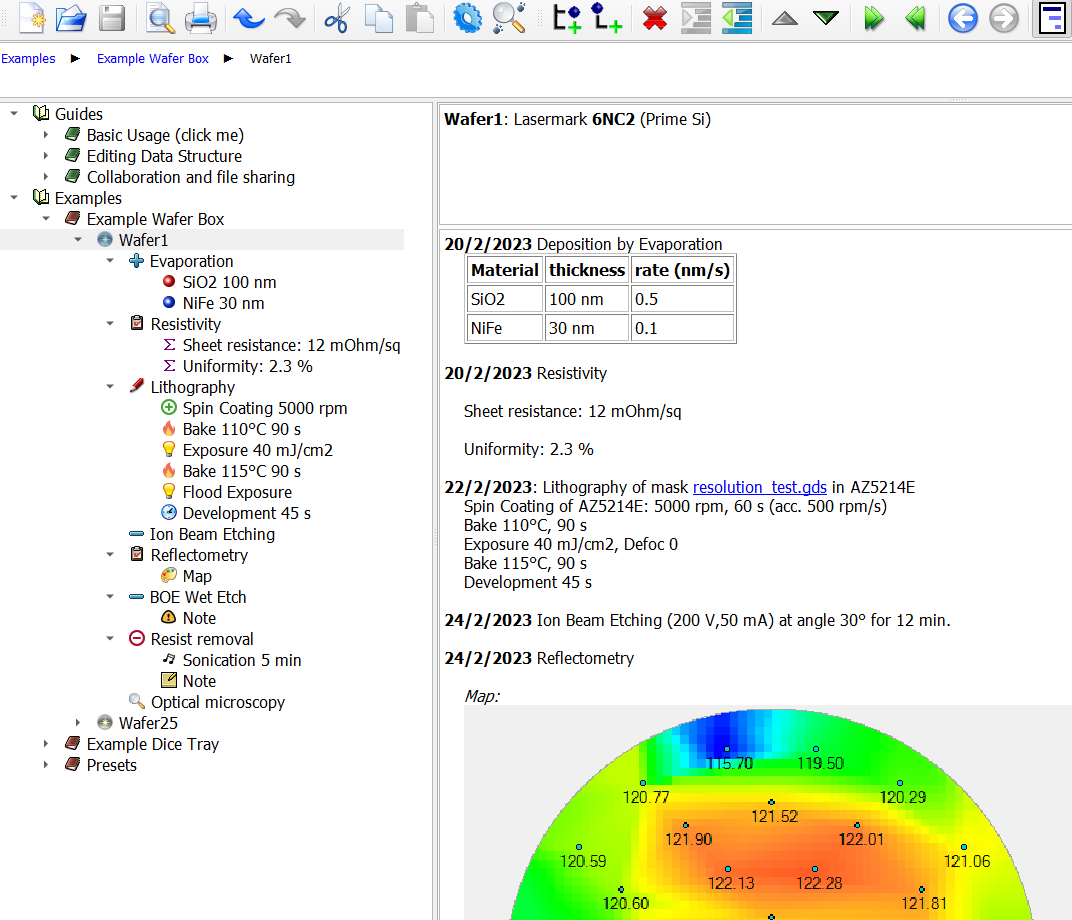 Examples ► Example Wafer Box ► Wafer1
Guides
Basic Usage (click me)
Editing Data Structure
Collaboration and file sharing
Examples
Example Wafer Box
Wafer1
Evaporation
SiO2 100 nm
NiFe 30 nm
Resistivity
Σ Sheet resistance: 12 mOhm/sq
Σ Uniformity: 2.3 %
Lithography
Spin Coating 5000 rpm
Bake 110°C 90 s
Exposure 40 mJ/cm2
Bake 115°C 90 s
Flood Exposure
Development 45 s
Ion Beam Etching
Reflectometry
Map
BOE Wet Etch
Note
Resist removal
Sonication 5 min
Note
Optical microscopy
Wafer25
Example Dice Tray
Presets
Wafer1: Lasermark 6NC2 (Prime Si)
20/2/2023 Deposition by Evaporation
Material thickness rate (nm/s)
SiO2 100 nm 0.5
NiFe 30 nm 0.1
20/2/2023 Resistivity
Sheet resistance: 12 mOhm/sq
Uniformity: 2.3 %
22/2/2023: Lithography of mask resolution_test.gds in AZ5214E
Spin Coating of AZ5214E: 5000 rpm, 60 s (acc. 500 rpm/s)
Bake 110°C, 90 s
Exposure 40 mJ/cm2, Defoc 0
Bake 115°C, 90 s
Development 45 s
24/2/2023 Ion Beam Etching (200 V,50 mA) at angle 30° for 12 min.
24/2/2023 Reflectometry
Map:
115.70 119.50
120.77 120.29
121.52
121.90 122.01
120.59 121.06
122.13 122.28
120.60 121.81